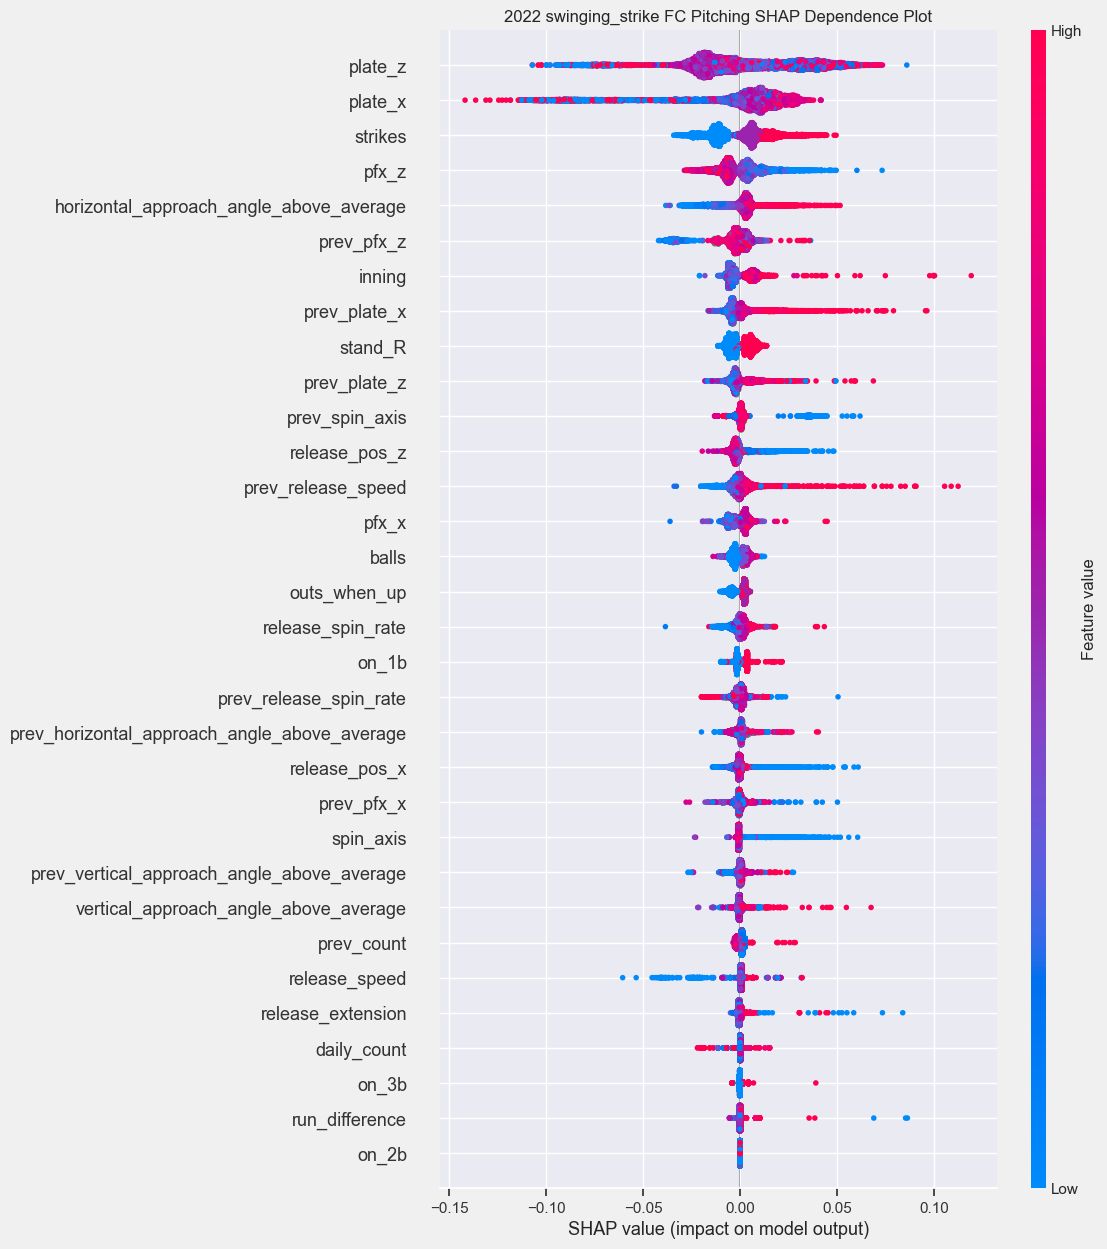 2022 swinging_strike FC Pitching SHAP Dependence Plot
High
plate_z
plate_x
strikes
pfx_z
horizontal_approach_angle_above_average
prev_pfx_z
inning
prev_plate_x
stand_R
prev_plate_z
prev_spin_axis
release_pos_z
prev_release_speed
pfx_x
balls
outs_when_up
release_spin_rate
on_1b
prev_release_spin_rate
prev_horizontal_approach_angle_above_average
release_pos_x
prev_pfx_x
spin_axis
prev_vertical_approach_angle_above_average
vertical_approach_angle_above_average
prev_count
release_speed
release_extension
daily_count
on_3b
run_difference
on_2b
Feature value
Low
−0.15 −0.10 −0.05 0.00 0.05 0.10
SHAP value (impact on model output)